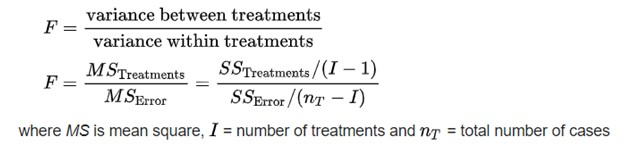 F = variance between treatments / variance within treatments
F = MS_Treatments / MS_Error = SS_Treatments/(I − 1) / SS_Error/(n_T − I)
where MS is mean square, I = number of treatments and n_T = total number of cases